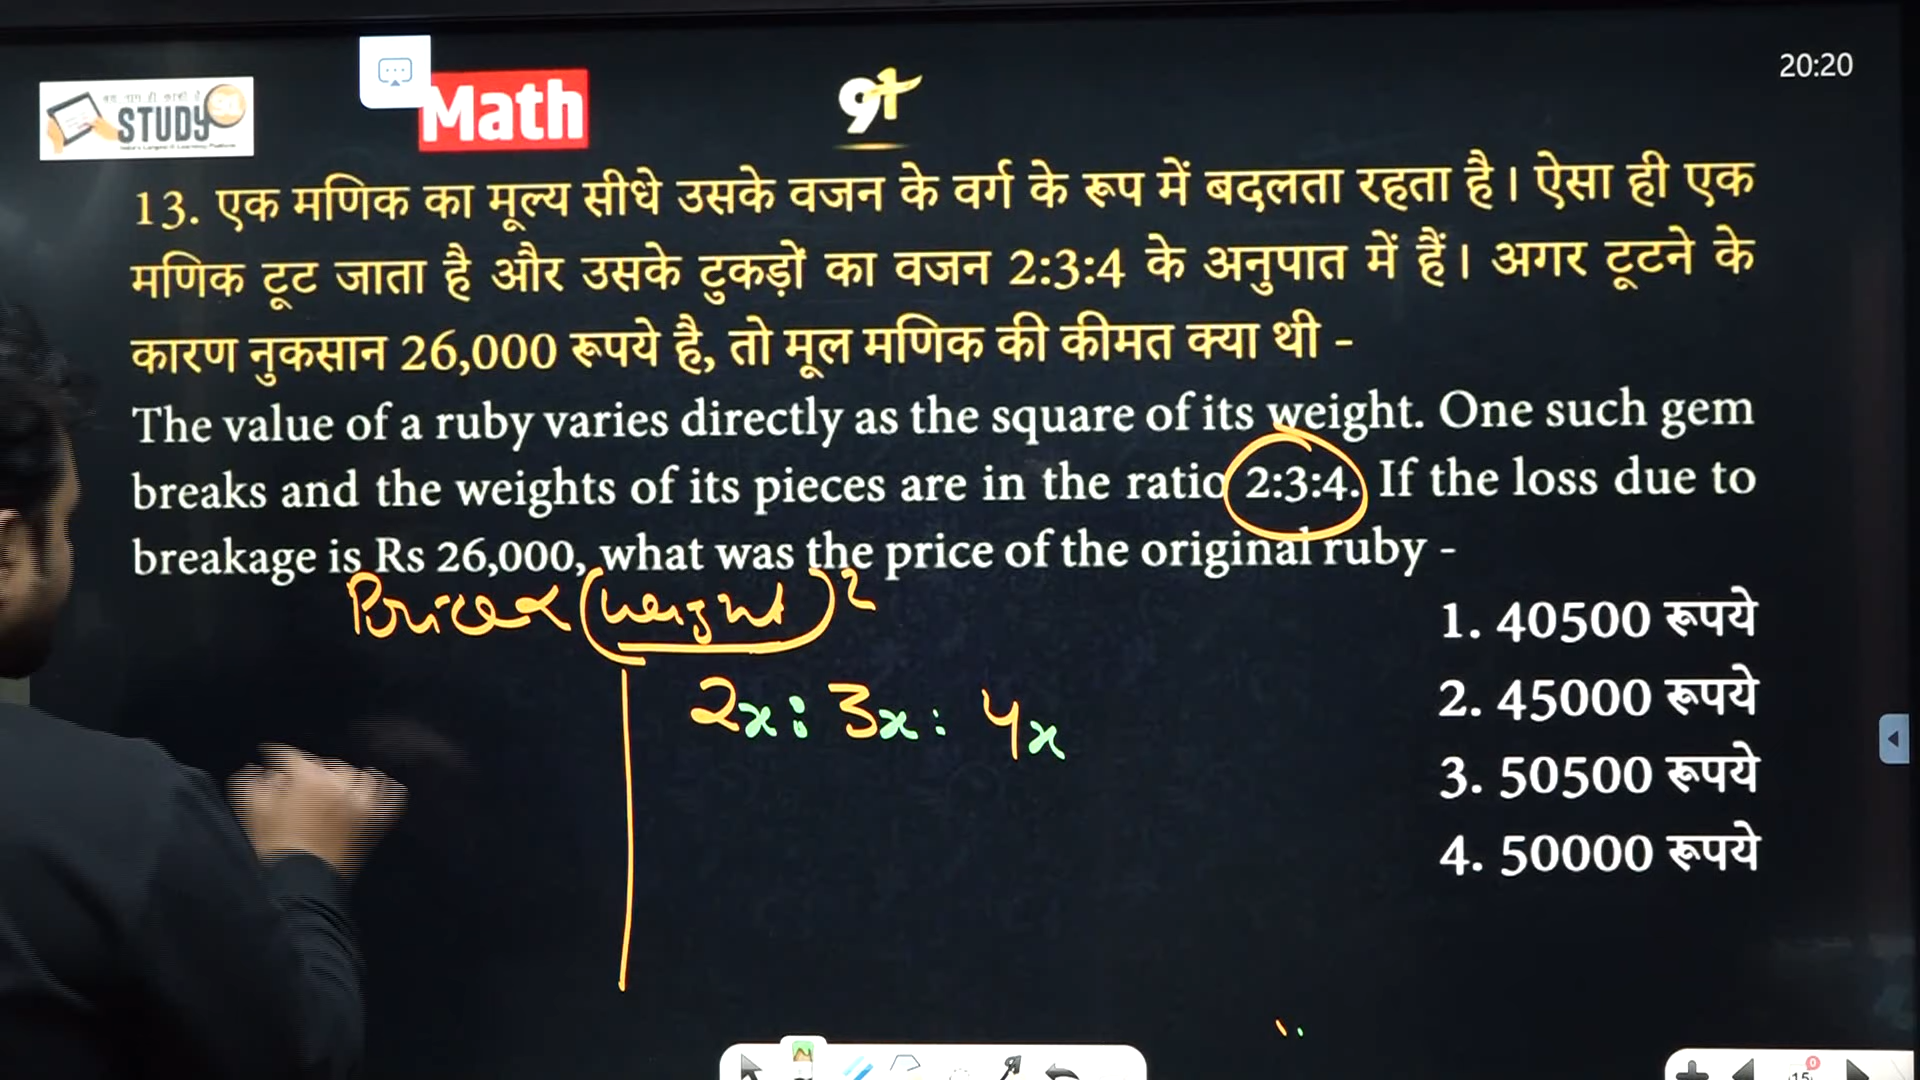 20:20
STUDY 91
Math
9+
13. एक मणिक का मूल्य सीधे उसके वजन के वर्ग के रूप में बदलता रहता है। ऐसा ही एक
मणिक टूट जाता है और उसके टुकड़ों का वजन 2:3:4 के अनुपात में हैं। अगर टूटने के
कारण नुकसान 26,000 रूपये है, तो मूल मणिक की कीमत क्या थी -
The value of a ruby varies directly as the square of its weight. One such gem
breaks and the weights of its pieces are in the ratio 2:3:4. If the loss due to
breakage is Rs 26,000, what was the price of the original ruby -
Price ∝ (weight)²
2x : 3x : 4x
1. 40500 रूपये
2. 45000 रूपये
3. 50500 रूपये
4. 50000 रूपये
15